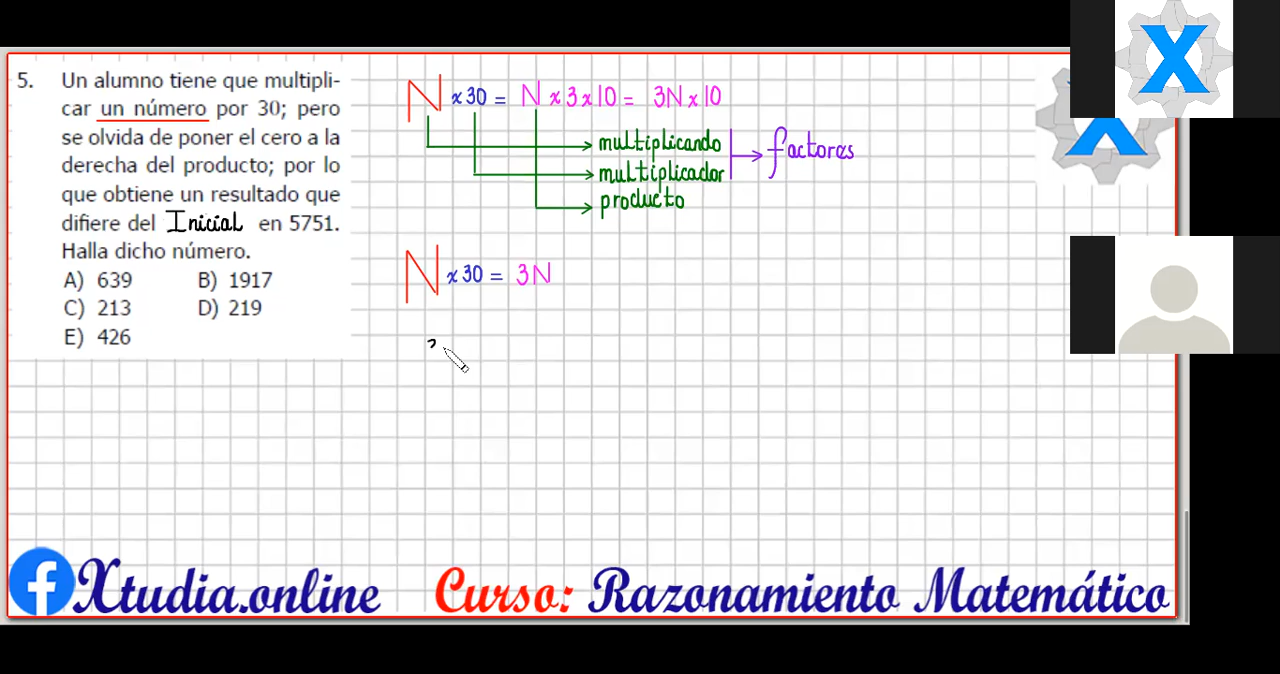 5. Un alumno tiene que multipli-
car un número por 30; pero
se olvida de poner el cero a la
derecha del producto; por lo
que obtiene un resultado que
difiere del Inicial en 5751.
Halla dicho número.
A) 639 B) 1917
C) 213 D) 219
E) 426
N x 30 = N x 3 x 10 = 3N x 10
multiplicando
multiplicador
producto
factores
N x 30 = 3N
X
X
Xtudia.online Curso: Razonamiento Matemático